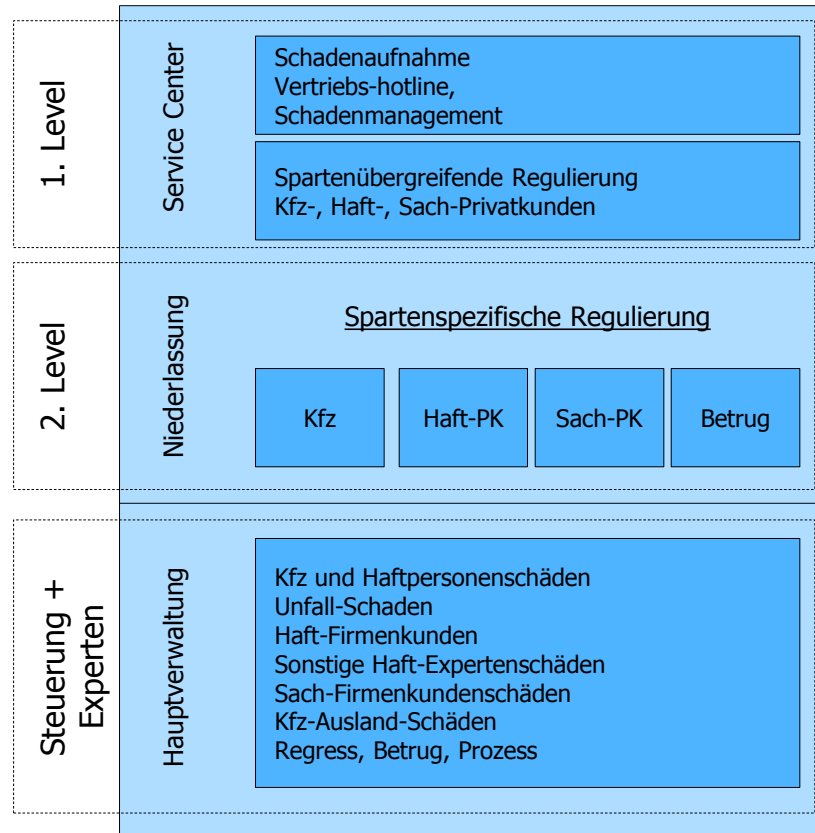 1. Level
Service Center
Schadenaufnahme
Vertriebs-hotline,
Schadenmanagement
Spartenübergreifende Regulierung
Kfz-, Haft-, Sach-Privatkunden
2. Level
Niederlassung
Spartenspezifische Regulierung
Kfz
Haft-PK
Sach-PK
Betrug
Steuerung +
Experten
Hauptverwaltung
Kfz und Haftpersonenschäden
Unfall-Schaden
Haft-Firmenkunden
Sonstige Haft-Expertenschäden
Sach-Firmenkundenschäden
Kfz-Ausland-Schäden
Regress, Betrug, Prozess